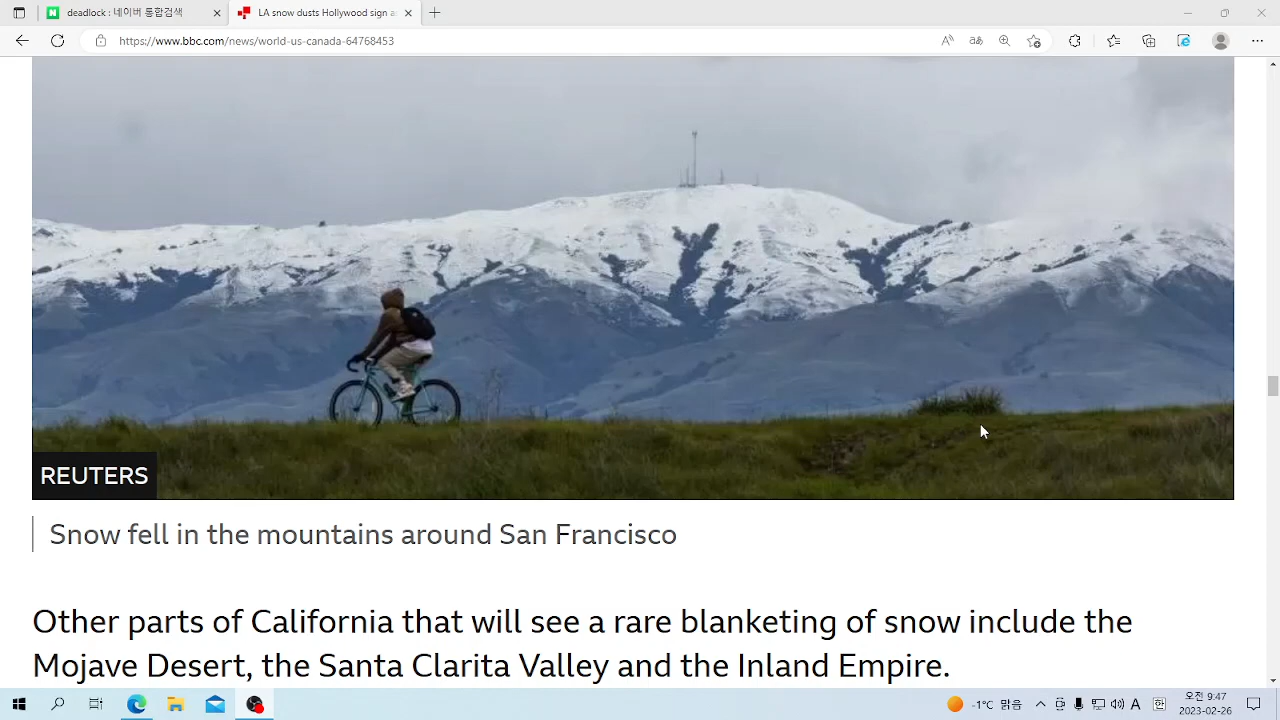 deadlock : 네이버 통합검색
LA snow dusts Hollywood sign a
https://www.bbc.com/news/world-us-canada-64768453
REUTERS
Snow fell in the mountains around San Francisco
Other parts of California that will see a rare blanketing of snow include the
Mojave Desert, the Santa Clarita Valley and the Inland Empire.
-1°C 맑음
A
오전 9:47
2023-02-26